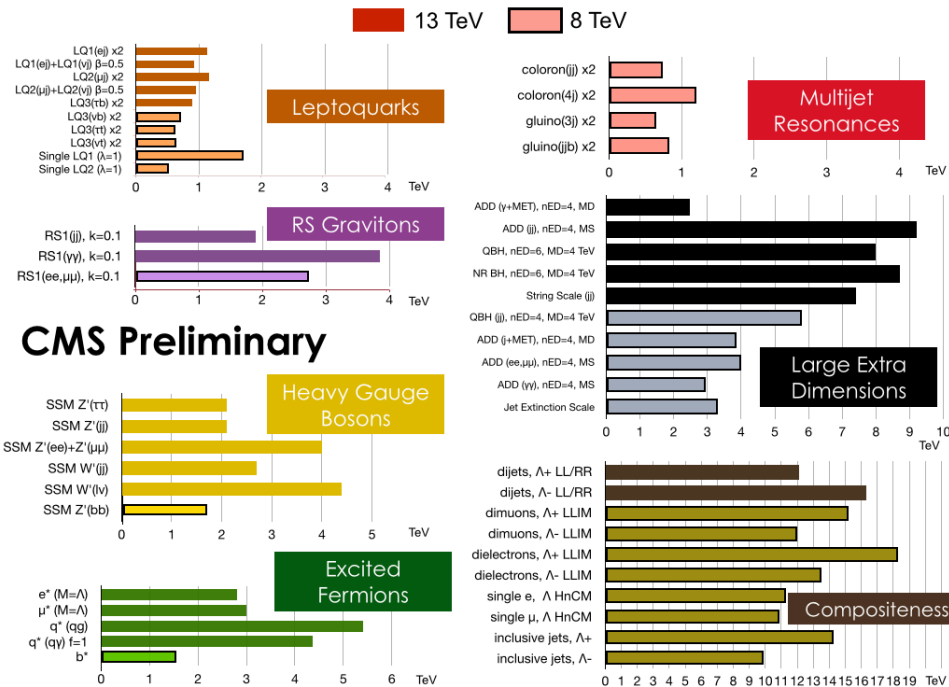 13 TeV
8 TeV
LQ1(ej) x2
LQ1(ej)+LQ1(νj) β=0.5
LQ2(μj) x2
LQ2(μj)+LQ2(νj) β=0.5
LQ3(τb) x2
LQ3(νb) x2
LQ3(τt) x2
LQ3(vt) x2
Single LQ1 (λ=1)
Single LQ2 (λ=1)
Leptoquarks
0 1 2 3 4 TeV
RS Gravitons
RS1(jj), k=0.1
RS1(γγ), k=0.1
RS1(ee,μμ), k=0.1
0 1 2 3 4 TeV
CMS Preliminary
Heavy Gauge
Bosons
SSM Z'(ττ)
SSM Z'(jj)
SSM Z'(ee)+Z'(μμ)
SSM W'(jj)
SSM W'(lv)
SSM Z'(bb)
0 1 2 3 4 5 TeV
Excited
Fermions
e* (M=Λ)
μ* (M=Λ)
q* (qg)
q* (qγ) f=1
b*
0 1 2 3 4 5 6 TeV
coloron(jj) x2
coloron(4j) x2
gluino(3j) x2
gluino(jjb) x2
Multijet
Resonances
0 1 2 3 4 TeV
ADD (γ+MET), nED=4, MD
ADD (jj), nED=4, MS
QBH, nED=6, MD=4 TeV
NR BH, nED=6, MD=4 TeV
String Scale (jj)
QBH (jj), nED=4, MD=4 TeV
ADD (j+MET), nED=4, MD
ADD (ee,μμ), nED=4, MS
ADD (γγ), nED=4, MS
Jet Extinction Scale
Large Extra
Dimensions
0 1 2 3 4 5 6 7 8 9 10
TeV
dijets, Λ+ LL/RR
dijets, Λ- LL/RR
dimuons, Λ+ LLIM
dimuons, Λ- LLIM
dielectrons, Λ+ LLIM
dielectrons, Λ- LLIM
single e, Λ HnCM
single μ, Λ HnCM
inclusive jets, Λ+
inclusive jets, Λ-
Compositeness
0 1 2 3 4 5 6 7 8 9 10 11 12 13 14 15 16 17 18 19 TeV